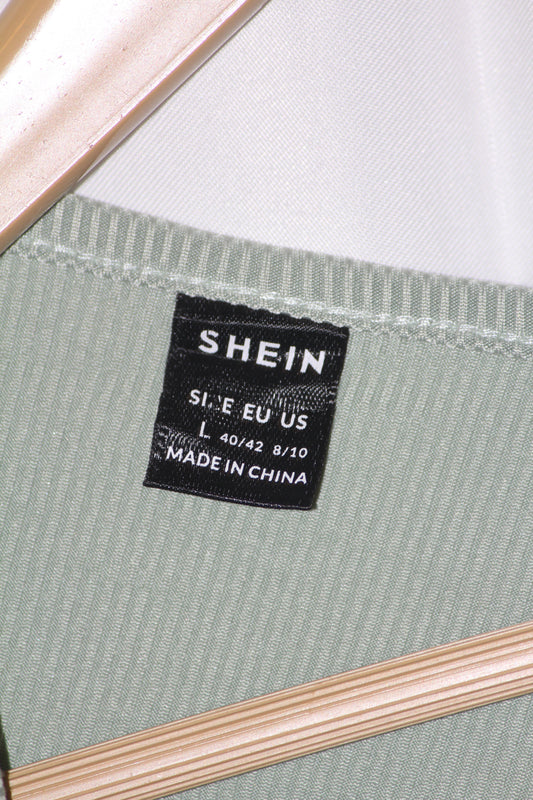 SHEIN
SIZE EU US
L 40/42 8/10
MADE IN CHINA